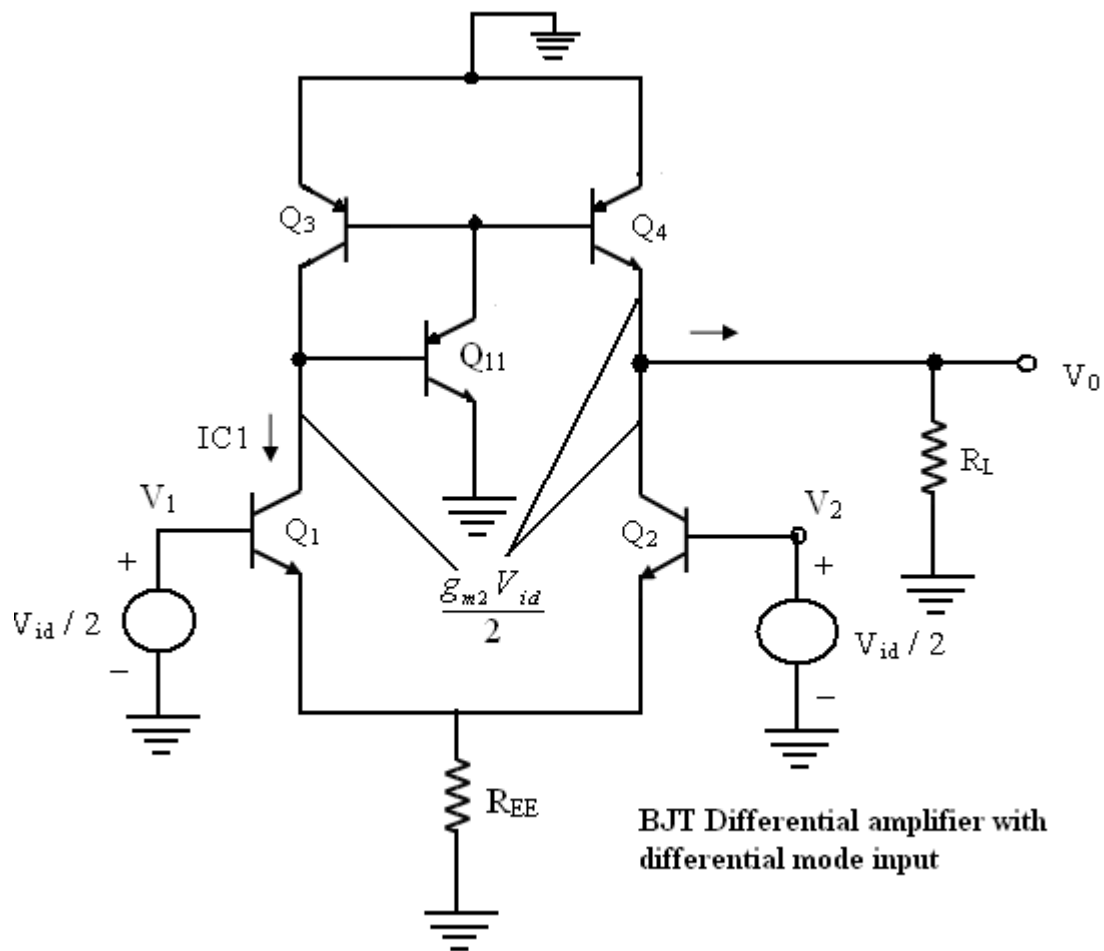 Q3
Q4
Q11
V0
IC1
RL
V1
V2
Q1
Q2
+
+
gm2 Vid
2
Vid / 2
Vid / 2
−
−
REE
BJT Differential amplifier with
differential mode input